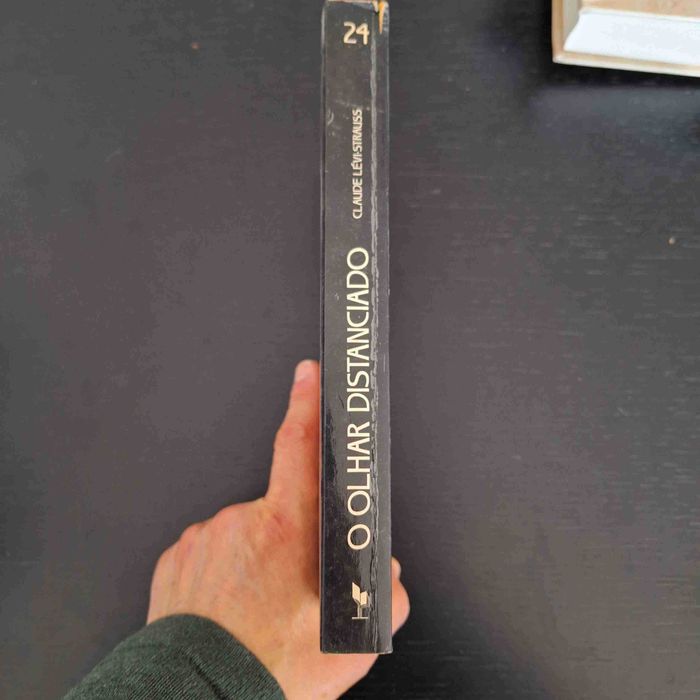 24
CLAUDE LÉVI-STRAUSS
O OLHAR DISTANCIADO